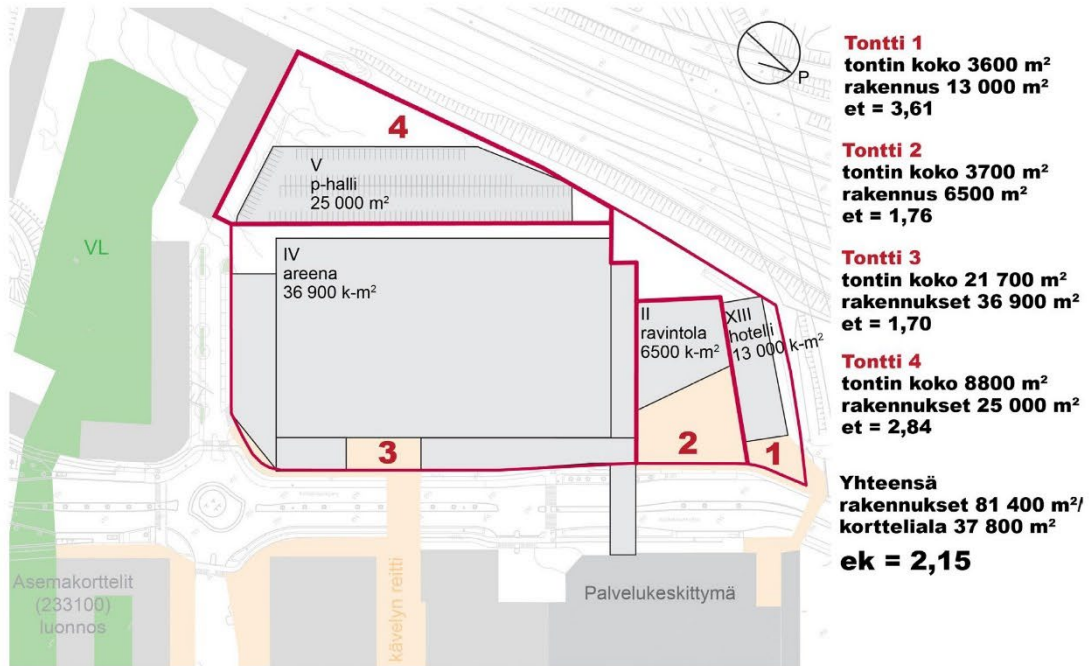 4
V
p-halli
25 000 m²
VL
IV
areena
36 900 k-m²
II
ravintola
6500 k-m²
XIII
hotelli
13 000 k-m²
3
2
1
P
Asemakorttelit
(233100)
luonnos
kävelyn reitti
Palvelukeskittymä
Tontti 1
tontin koko 3600 m²
rakennus 13 000 m²
et = 3,61
Tontti 2
tontin koko 3700 m²
rakennus 6500 m²
et = 1,76
Tontti 3
tontin koko 21 700 m²
rakennukset 36 900 m²
et = 1,70
Tontti 4
tontin koko 8800 m²
rakennukset 25 000 m²
et = 2,84
Yhteensä
rakennukset 81 400 m²/
kortteliala 37 800 m²
ek = 2,15